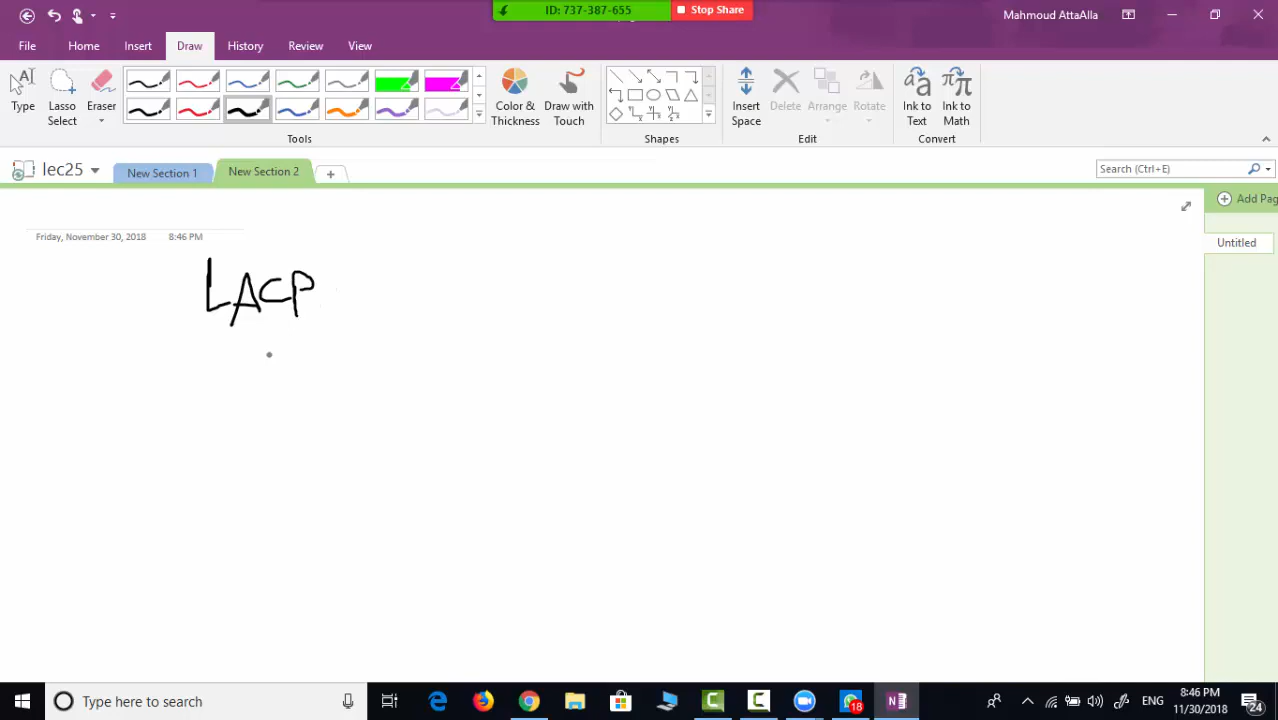 ID: 737-387-655
Stop Share
Mahmoud AttaAlla
File
Home
Insert
Draw
History
Review
View
Type
Lasso
Select
Eraser
Color &
Thickness
Draw with
Touch
Insert
Space
Delete
Arrange
Rotate
Ink to
Text
Ink to
Math
Tools
Shapes
Edit
Convert
lec25
New Section 1
New Section 2
Search (Ctrl+E)
Add Pag
Untitled
Friday, November 30, 2018 8:46 PM
LACP
Type here to search
18
N
ENG
8:46 PM
11/30/2018
24